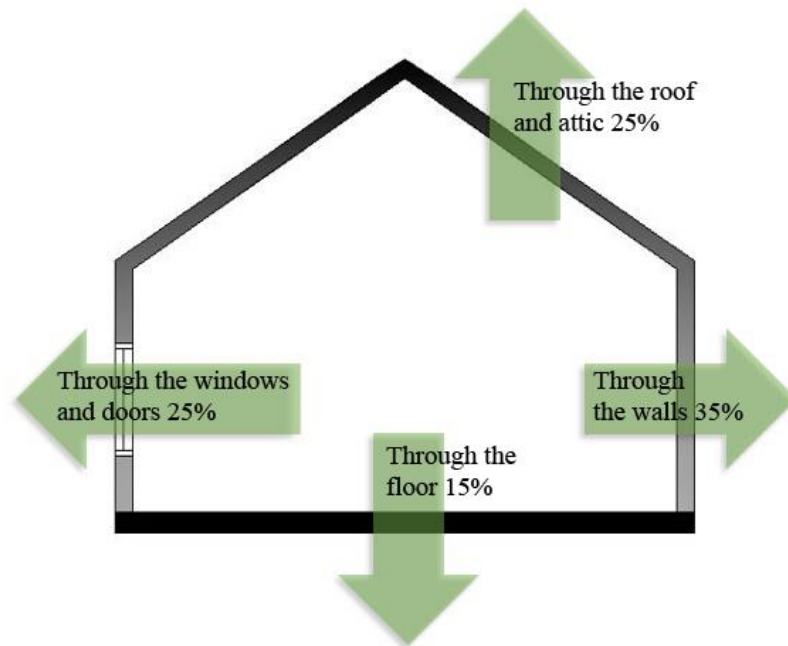 Through the roof
and attic 25%
Through the windows
and doors 25%
Through
the walls 35%
Through the
floor 15%